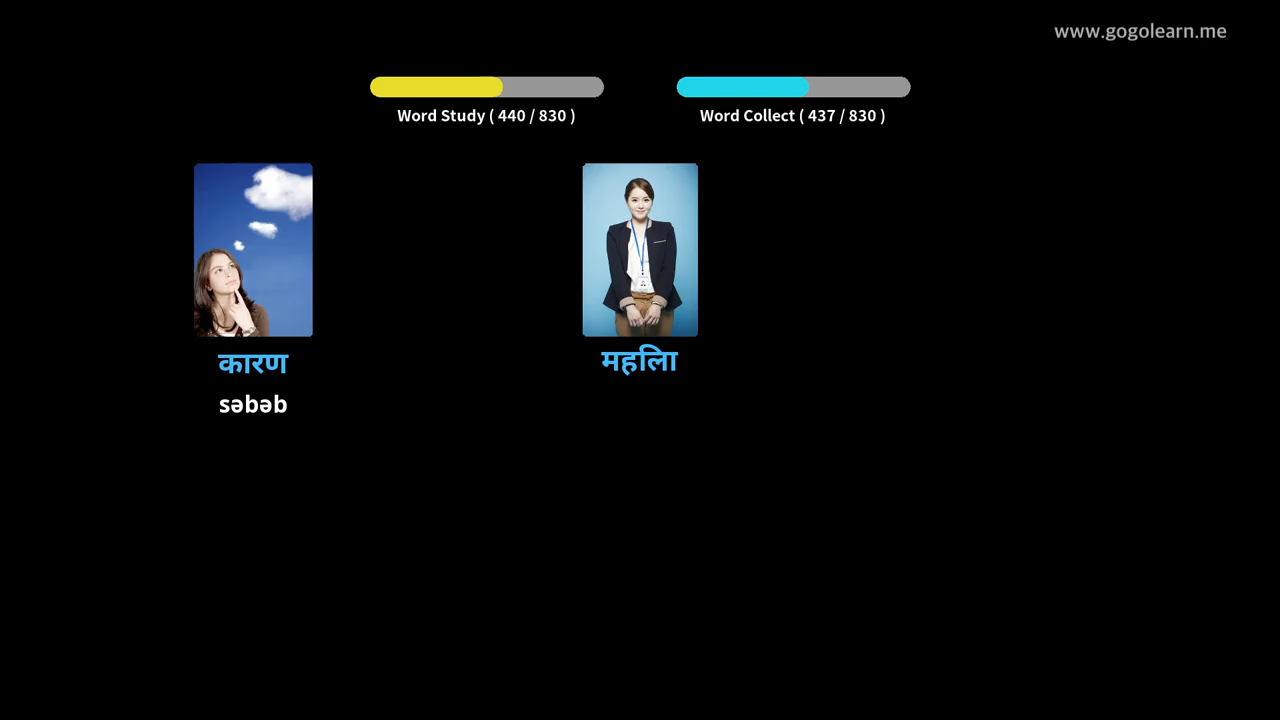 www.gogolearn.me
Word Study ( 440 / 830 )
Word Collect ( 437 / 830 )
कारण
महिला
səbəb